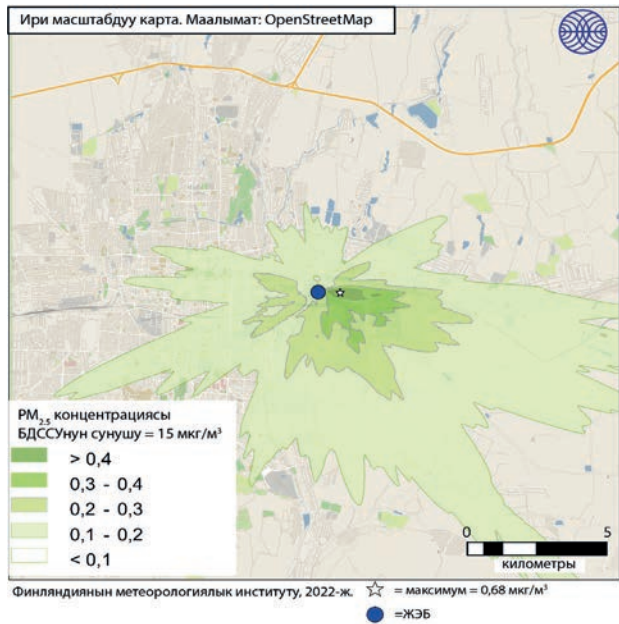 Ири масштабдуу карта. Маалымат: OpenStreetMap
PM2.5 концентрациясы
БДССУнун сунушу = 15 мкг/м³
> 0,4
0,3 - 0,4
0,2 - 0,3
0,1 - 0,2
< 0,1
0 5
километры
Финляндиянын метеорологиялык институту, 2022-ж. = максимум = 0,68 мкг/м³
=ЖЭБ